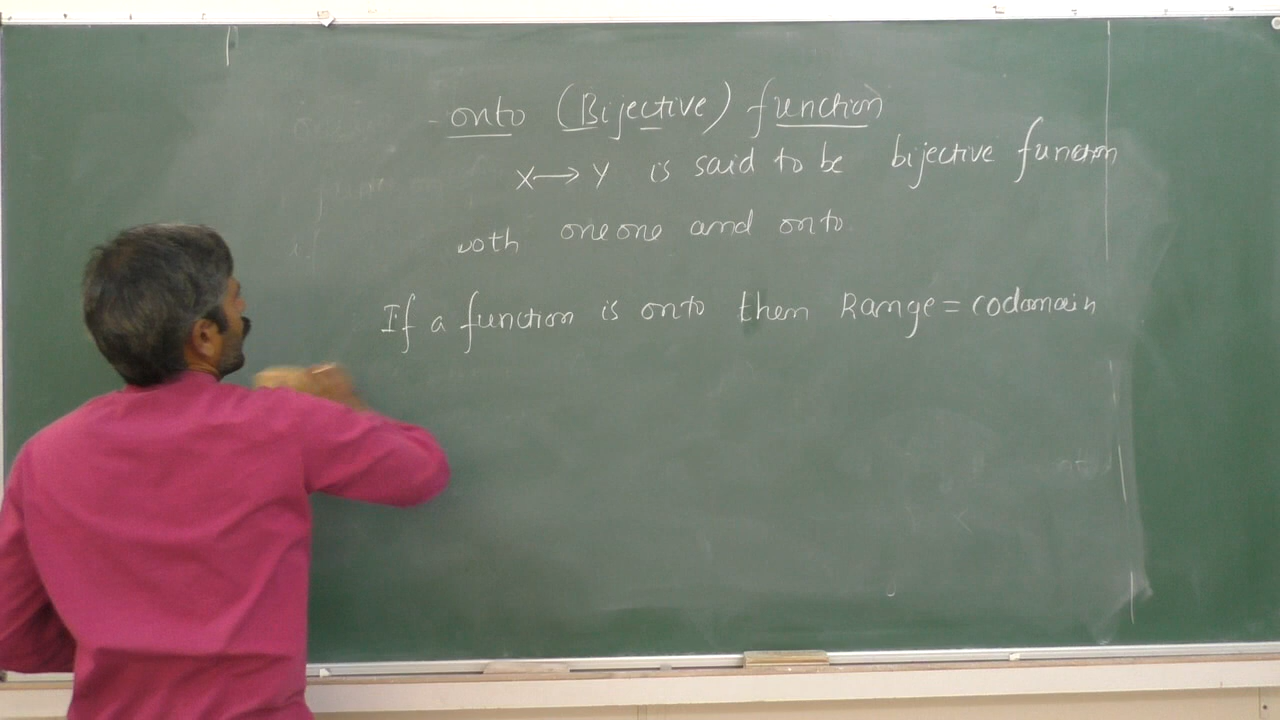 onto (Bijective) function
X → Y is said to be bijective function
both one one and onto
If a function is onto then Range = codomain